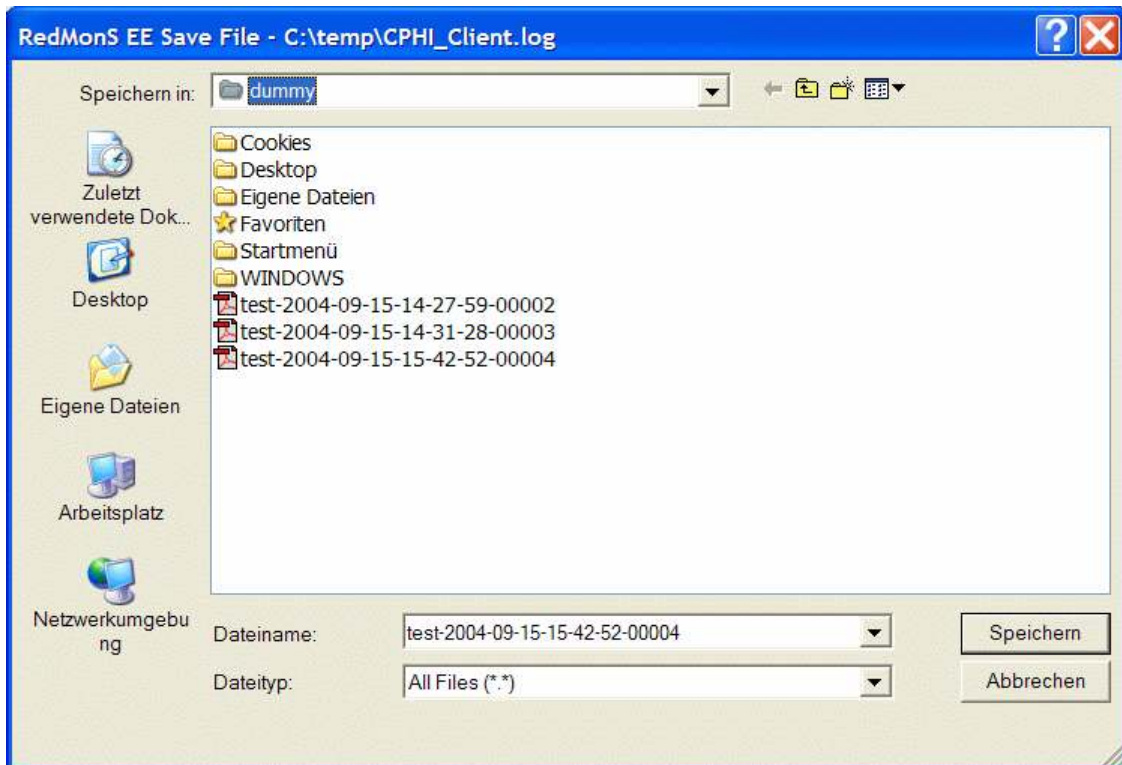 RedMonS EE Save File - C:\temp\CPHI_Client.log
Speichern in:
dummy
Zuletzt
verwendete Dok...
Desktop
Eigene Dateien
Arbeitsplatz
Netzwerkumgebu
ng
Cookies
Desktop
Eigene Dateien
Favoriten
Startmenü
WINDOWS
test-2004-09-15-14-27-59-00002
test-2004-09-15-14-31-28-00003
test-2004-09-15-15-42-52-00004
Dateiname:
test-2004-09-15-15-42-52-00004
Speichern
Dateityp:
All Files (*.*)
Abbrechen